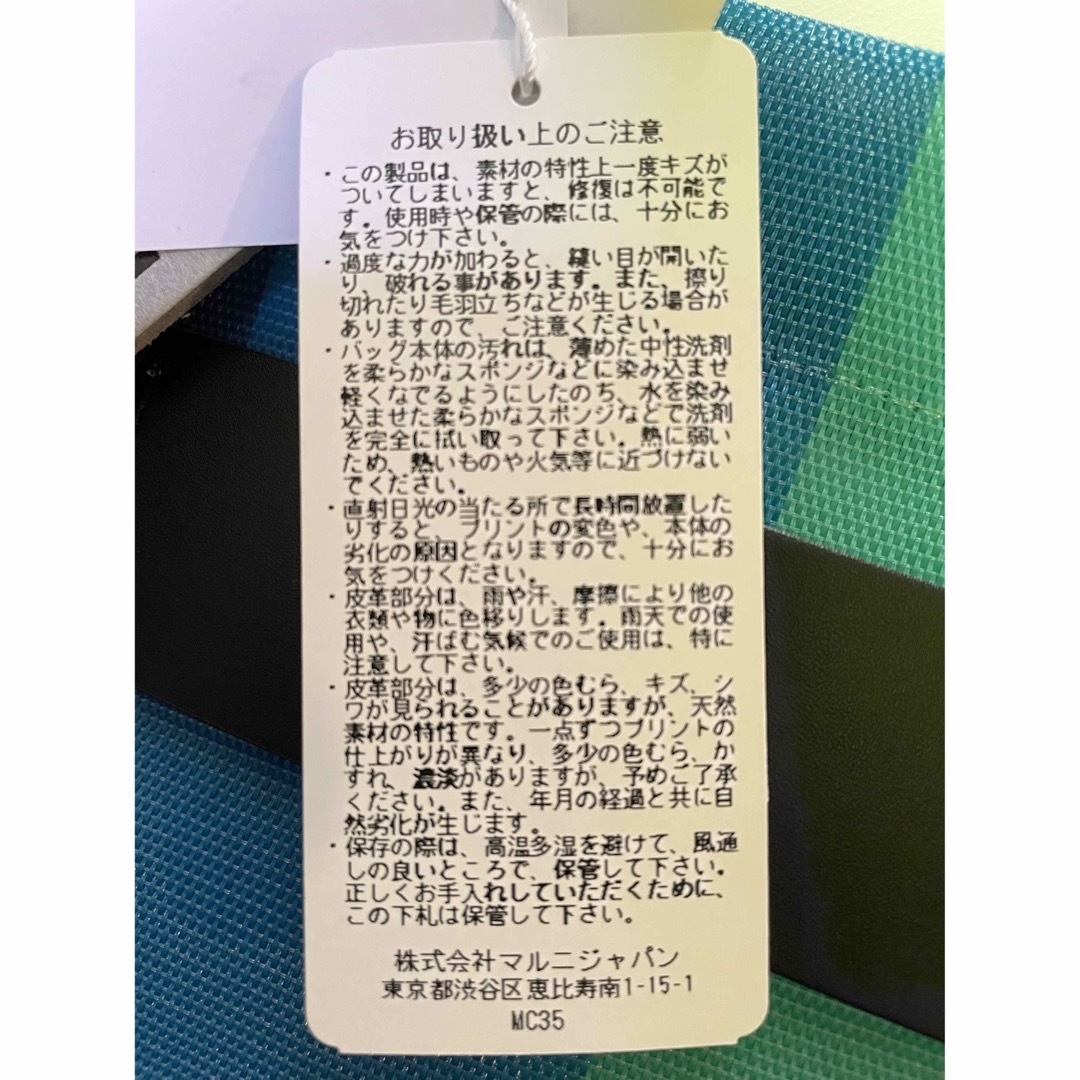 お取り扱い上のご注意
・この製品は、素材の特性上一度キズが
ついてしまいますと、修復は不可能で
す。使用時や保管の際には、十分にお
気をつけ下さい。
・過度な力が加わると、縫い目が開いた
り、破れる事があります。また、擦り
切れたり毛羽立ちなどが生じる場合が
ありますので、ご注意ください。
・バッグ本体の汚れは、薄めた中性洗剤
を柔らかなスポンジなどに染み込ませ
軽くなでるようにしたのち、水を染み
込ませた柔らかなスポンジなどで洗剤
を完全に拭い取って下さい。熱に弱い
ため、熱いものや火気等に近づけない
でください。
・直射日光の当たる所で長時間放置した
りすると、プリントの変色や、本体の
劣化の原因となりますので、十分にお
気をつけください。
・皮革部分は、雨や汗、摩擦により他の
衣類や物に色移りします。雨天での使
用や、汗ばむ気候でのご使用は、特に
注意して下さい。
・皮革部分は、多少の色むら、キズ、シ
ワが見られることがありますが、天然
素材の特性です。一点ずつプリントの
仕上がりが異なり、多少の色むら、か
すれ、濃淡がありますが、予めご了承
ください。また、年月の経過と共に自
然劣化が生じます。
・保存の際は、高温多湿を避けて、風通
しの良いところで、保管して下さい。
正しくお手入れしていただくために、
この下札は保管して下さい。
株式会社マルニジャパン
東京都渋谷区恵比寿南1-15-1
MC35